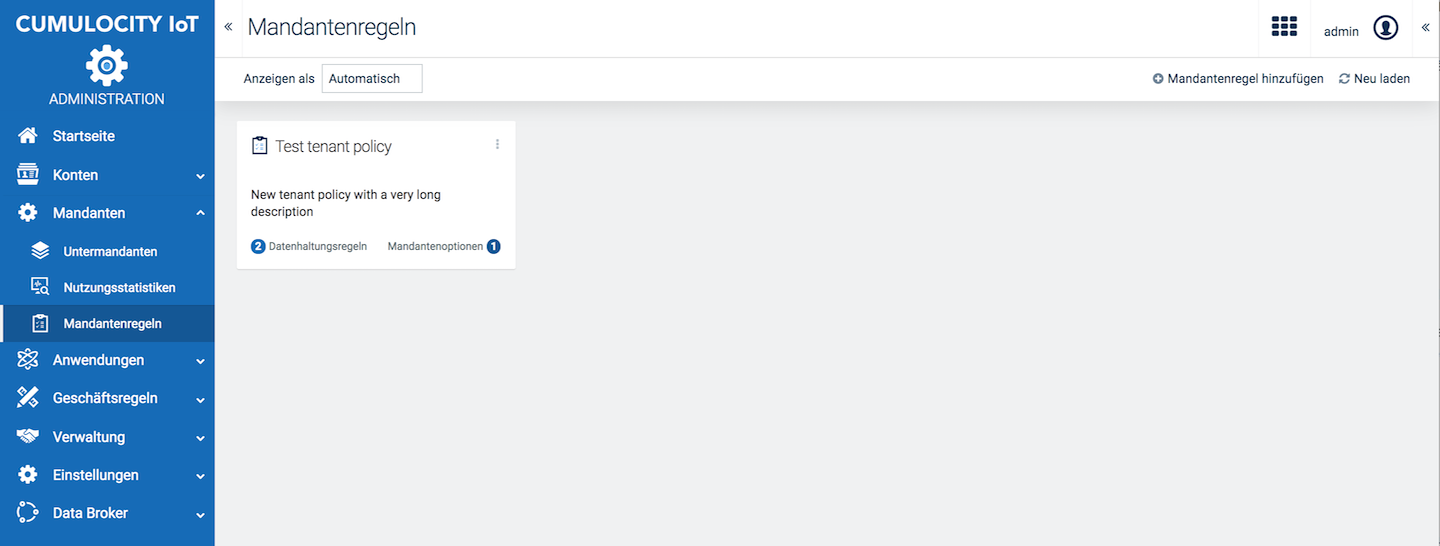 CUMULOCITY IoT
ADMINISTRATION
Startseite
Konten
Mandanten
Untermandanten
Nutzungsstatistiken
Mandantenregeln
Anwendungen
Geschäftsregeln
Verwaltung
Einstellungen
Data Broker
Mandantenregeln
admin
Anzeigen als Automatisch
Mandantenregel hinzufügen Neu laden
Test tenant policy
New tenant policy with a very long
description
2 Datenhaltungsregeln Mandantenoptionen 1